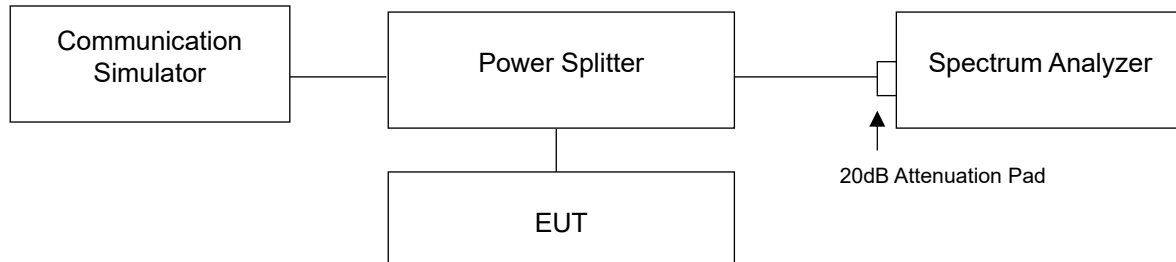 Communication
Simulator
Power Splitter
Spectrum Analyzer
20dB Attenuation Pad
EUT